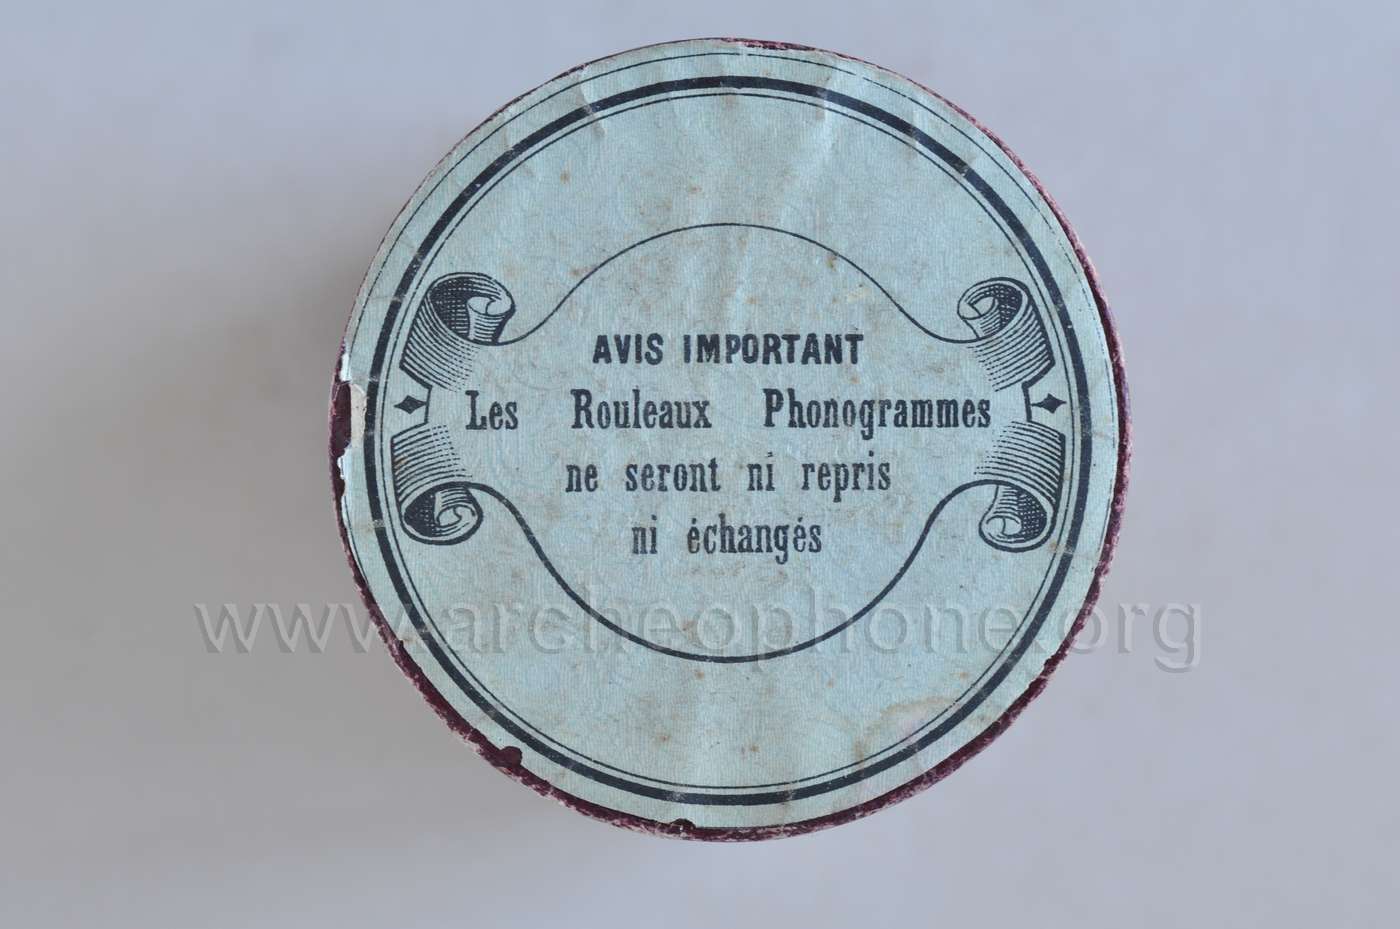 AVIS IMPORTANT
Les Rouleaux Phonogrammes
ne seront ni repris
ni échangés
www.archeophone.org